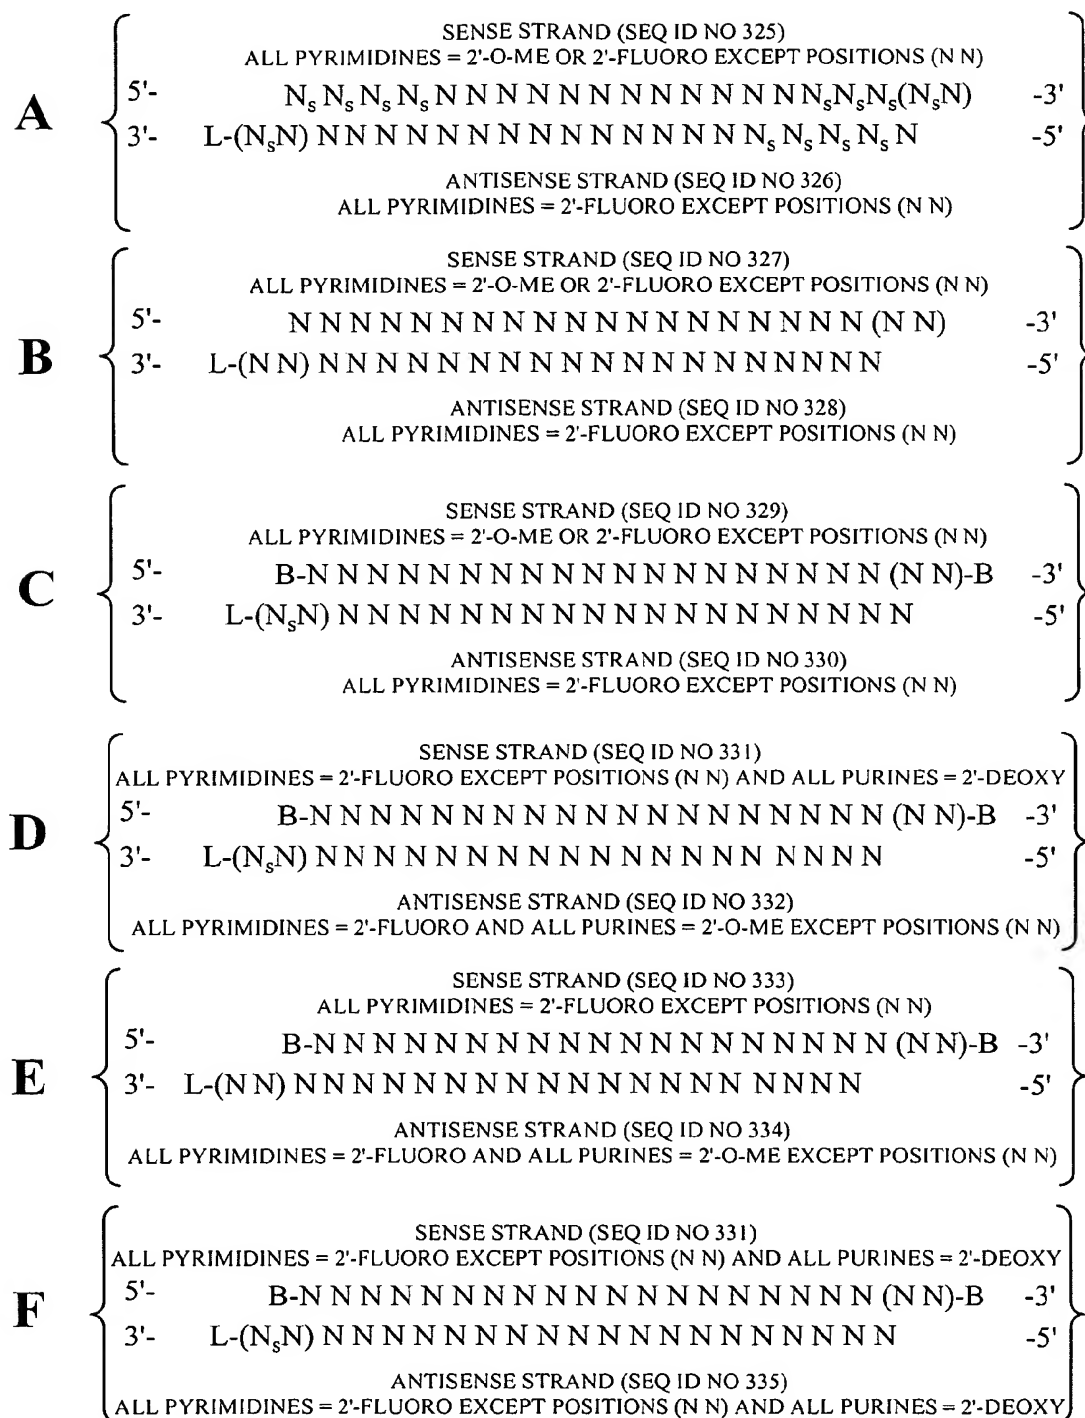 SENSE STRAND (SEQ ID NO 325)
ALL PYRIMIDINES = 2'-O-ME OR 2'-FLUORO EXCEPT POSITIONS (N N)
A 5'- NsNsNsNsN N N N N N N N N N N N NsNsNs(NsN) -3'
3'- L-(NsN) N N N N N N N N N N N N N N Ns Ns Ns Ns N -5'
ANTISENSE STRAND (SEQ ID NO 326)
ALL PYRIMIDINES = 2'-FLUORO EXCEPT POSITIONS (N N)
SENSE STRAND (SEQ ID NO 327)
ALL PYRIMIDINES = 2'-O-ME OR 2'-FLUORO EXCEPT POSITIONS (N N)
B 5'- N N N N N N N N N N N N N N N N N N N (N N) -3'
3'- L-(N N) N N N N N N N N N N N N N N N N N N N -5'
ANTISENSE STRAND (SEQ ID NO 328)
ALL PYRIMIDINES = 2'-FLUORO EXCEPT POSITIONS (N N)
SENSE STRAND (SEQ ID NO 329)
ALL PYRIMIDINES = 2'-O-ME OR 2'-FLUORO EXCEPT POSITIONS (N N)
C 5'- B-N N N N N N N N N N N N N N N N N N N (N N)-B -3'
3'- L-(NsN) N N N N N N N N N N N N N N N N N N N -5'
ANTISENSE STRAND (SEQ ID NO 330)
ALL PYRIMIDINES = 2'-FLUORO EXCEPT POSITIONS (N N)
SENSE STRAND (SEQ ID NO 331)
ALL PYRIMIDINES = 2'-FLUORO EXCEPT POSITIONS (N N) AND ALL PURINES = 2'-DEOXY
D 5'- B-N N N N N N N N N N N N N N N N N N N (N N)-B -3'
3'- L-(NsN) N N N N N N N N N N N N N N N N N N N -5'
ANTISENSE STRAND (SEQ ID NO 332)
ALL PYRIMIDINES = 2'-FLUORO AND ALL PURINES = 2'-O-ME EXCEPT POSITIONS (N N)
SENSE STRAND (SEQ ID NO 333)
ALL PYRIMIDINES = 2'-FLUORO EXCEPT POSITIONS (N N)
E 5'- B-N N N N N N N N N N N N N N N N N N N (N N)-B -3'
3'- L-(N N) N N N N N N N N N N N N N N N N N N N -5'
ANTISENSE STRAND (SEQ ID NO 334)
ALL PYRIMIDINES = 2'-FLUORO AND ALL PURINES = 2'-O-ME EXCEPT POSITIONS (N N)
SENSE STRAND (SEQ ID NO 331)
ALL PYRIMIDINES = 2'-FLUORO EXCEPT POSITIONS (N N) AND ALL PURINES = 2'-DEOXY
F 5'- B-N N N N N N N N N N N N N N N N N N N (N N)-B -3'
3'- L-(NsN) N N N N N N N N N N N N N N N N N N N -5'
ANTISENSE STRAND (SEQ ID NO 335)
ALL PYRIMIDINES = 2'-FLUORO EXCEPT POSITIONS (N N) AND ALL PURINES = 2'-DEOXY